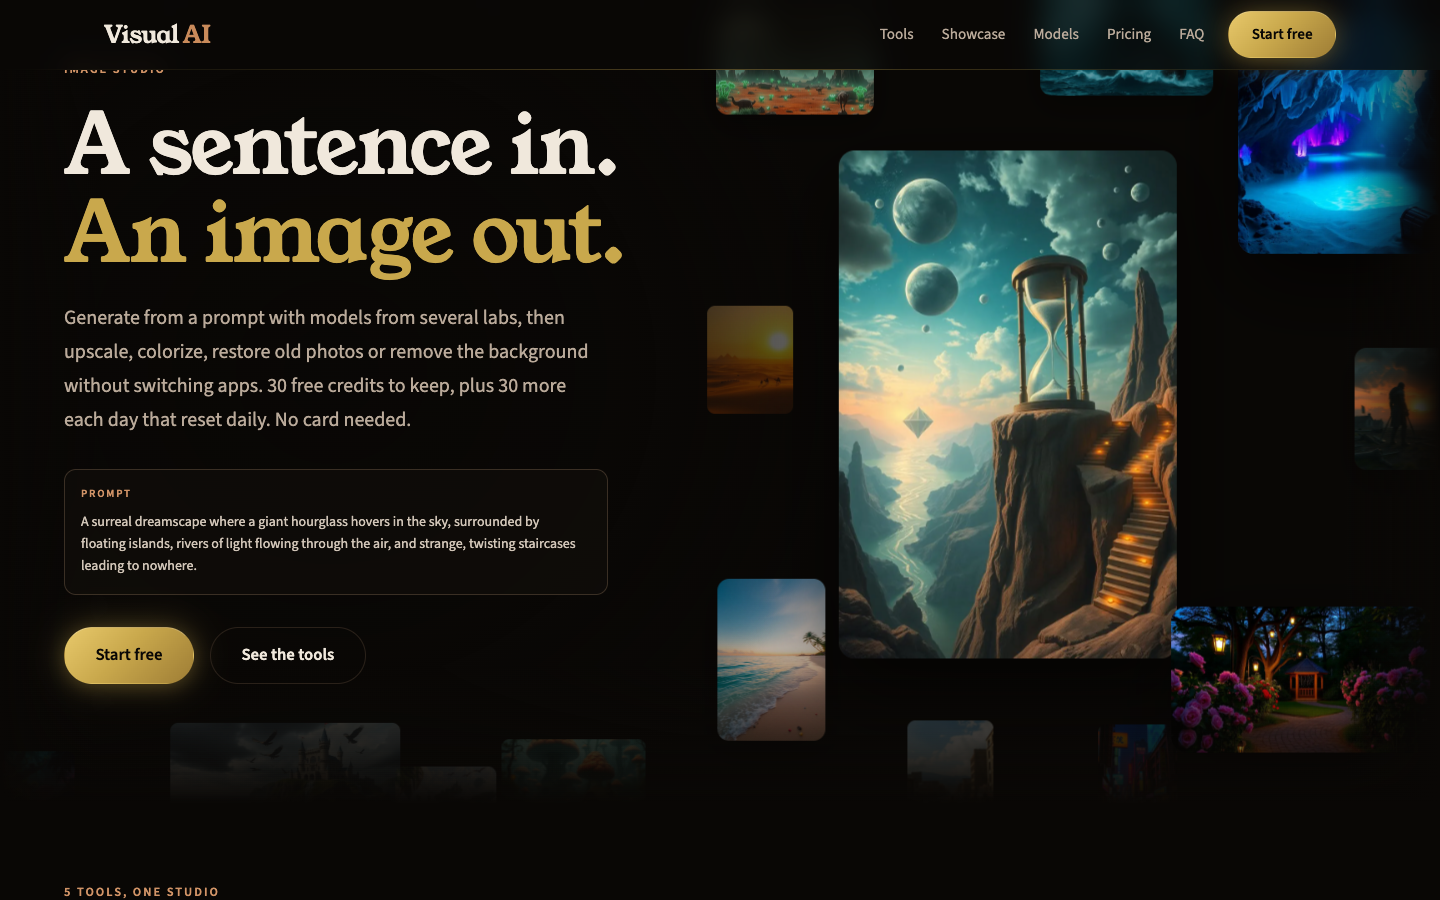 Visual AI
Tools
Showcase
Models
Pricing
FAQ
Start free
IMAGE STUDIO
A sentence in.
An image out.
Generate from a prompt with models from several labs, then
upscale, colorize, restore old photos or remove the background
without switching apps. 30 free credits to keep, plus 30 more
each day that reset daily. No card needed.
PROMPT
A surreal dreamscape where a giant hourglass hovers in the sky, surrounded by
floating islands, rivers of light flowing through the air, and strange, twisting staircases
leading to nowhere.
Start free
See the tools
5 TOOLS, ONE STUDIO